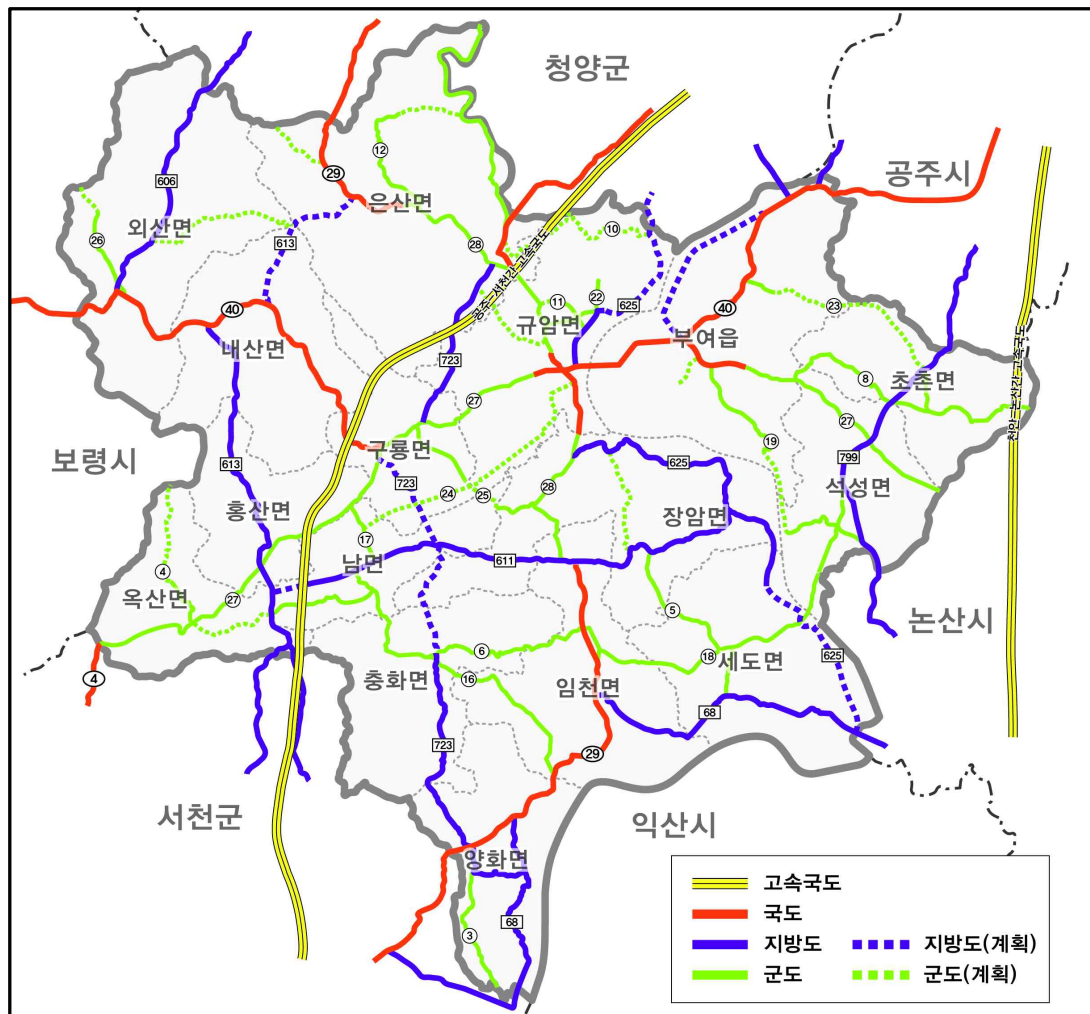 청양군
공주시
12
606
29
은산면
외산면
26
613
28
10
공주-서천간 고속국도
11
22
625
규암면
40
부여읍
23
천안-논산간 고속국도
40
내산면
723
27
8
초촌면
27
보령시
구룡면
19
799
613
723
24
25
28
625
석성면
홍산면
장암면
17
남면
611
4
옥산면
27
5
논산시
6
18
세도면
625
4
충화면
16
임천면
68
723
29
서천군
익산시
양화면
68
3
고속국도
국도
지방도 지방도(계획)
군도 군도(계획)